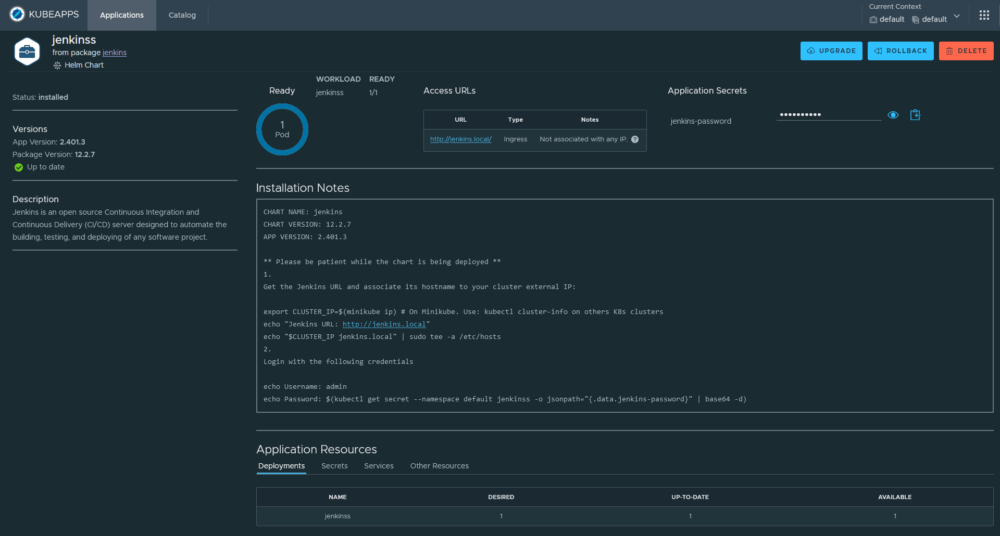 KUBEAPPS
Applications
Catalog
Current Context
default default
jenkinss
from package jenkins
HELM
Helm Chart
UPGRADE
ROLLBACK
DELETE
Status: installed
Versions
App Version: 2.401.3
Package Version: 12.2.7
Up to date
Description
Jenkins is an open source Continuous Integration and
Continuous Delivery (CI/CD) server designed to automate the
building, testing, and deploying of any software project.
Ready
1
Pod
WORKLOAD READY
jenkinss 1/1
Access URLs
URL Type Notes
http://jenkins.local/ Ingress Not associated with any IP. ?
Application Secrets
jenkins-password ••••••••••
Installation Notes
CHART NAME: jenkins
CHART VERSION: 12.2.7
APP VERSION: 2.401.3
** Please be patient while the chart is being deployed **
1.
Get the Jenkins URL and associate its hostname to your cluster external IP:
export CLUSTER_IP=$(minikube ip) # On Minikube. Use: kubectl cluster-info on others K8s clusters
echo "Jenkins URL: http://jenkins.local"
echo "$CLUSTER_IP jenkins.local" | sudo tee -a /etc/hosts
2.
Login with the following credentials
echo Username: admin
echo Password: $(kubectl get secret --namespace default jenkinss -o jsonpath="{.data.jenkins-password}" | base64 -d)
Application Resources
Deployments Secrets Services Other Resources
NAME DESIRED UP-TO-DATE AVAILABLE
jenkinss 1 1 1